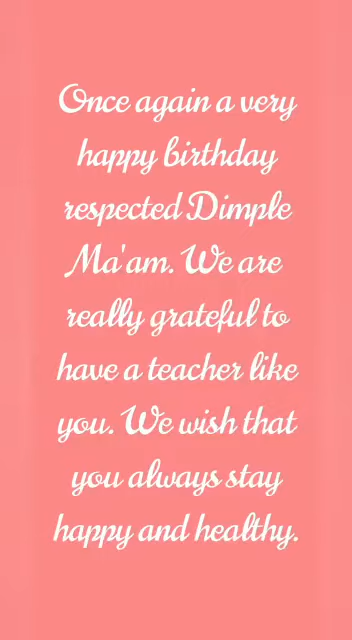 Once again a very
happy birthday
respected Dimple
Ma'am. We are
really grateful to
have a teacher like
you. We wish that
you always stay
happy and healthy.